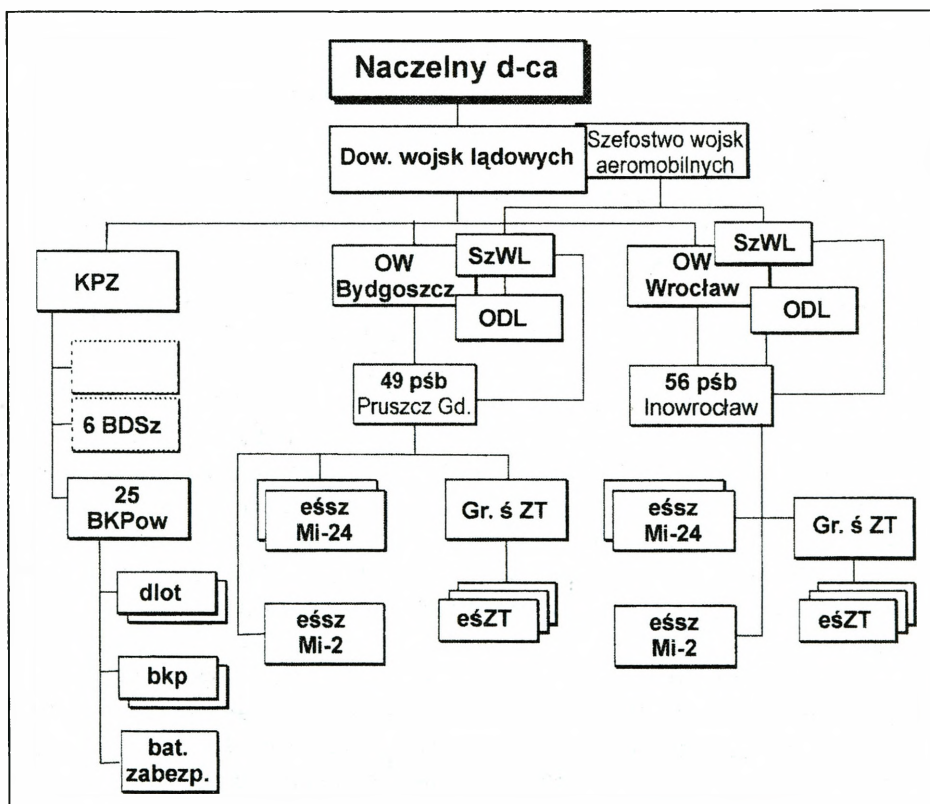 Naczelny d-ca
Dow. wojsk lądowych
Szefostwo wojsk
aeromobilnych
KPZ
OW
Bydgoszcz
SzWL
ODL
OW
Wrocław
SzWL
ODL
6 BDSz
25
BKPow
dlot
bkp
bat.
zabezp.
49 pśb
Pruszcz Gd.
eśsz
Mi-24
Gr. ś ZT
eśsz
Mi-2
eśZT
56 pśb
Inowrocław
eśsz
Mi-24
Gr. ś ZT
eśsz
Mi-2
eśZT